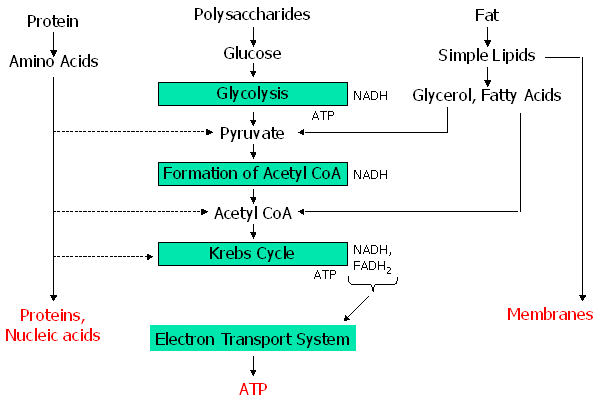 Protein
Polysaccharides
Fat
Amino Acids
Glucose
Simple Lipids
Glycolysis
NADH
Glycerol, Fatty Acids
ATP
Pyruvate
Formation of Acetyl CoA
NADH
Acetyl CoA
Krebs Cycle
NADH,
FADH₂
ATP
Proteins,
Nucleic acids
Membranes
Electron Transport System
ATP